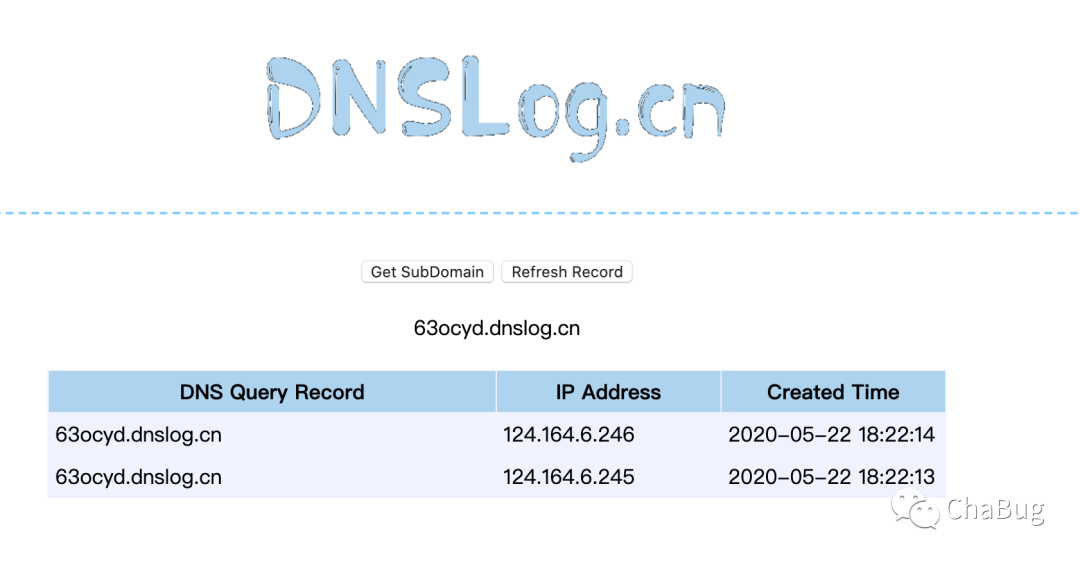 DNSLog.cn
Get SubDomain Refresh Record
63ocyd.dnslog.cn
DNS Query Record IP Address Created Time
63ocyd.dnslog.cn 124.164.6.246 2020-05-22 18:22:14
63ocyd.dnslog.cn 124.164.6.245 2020-05-22 18:22:13
ChaBug